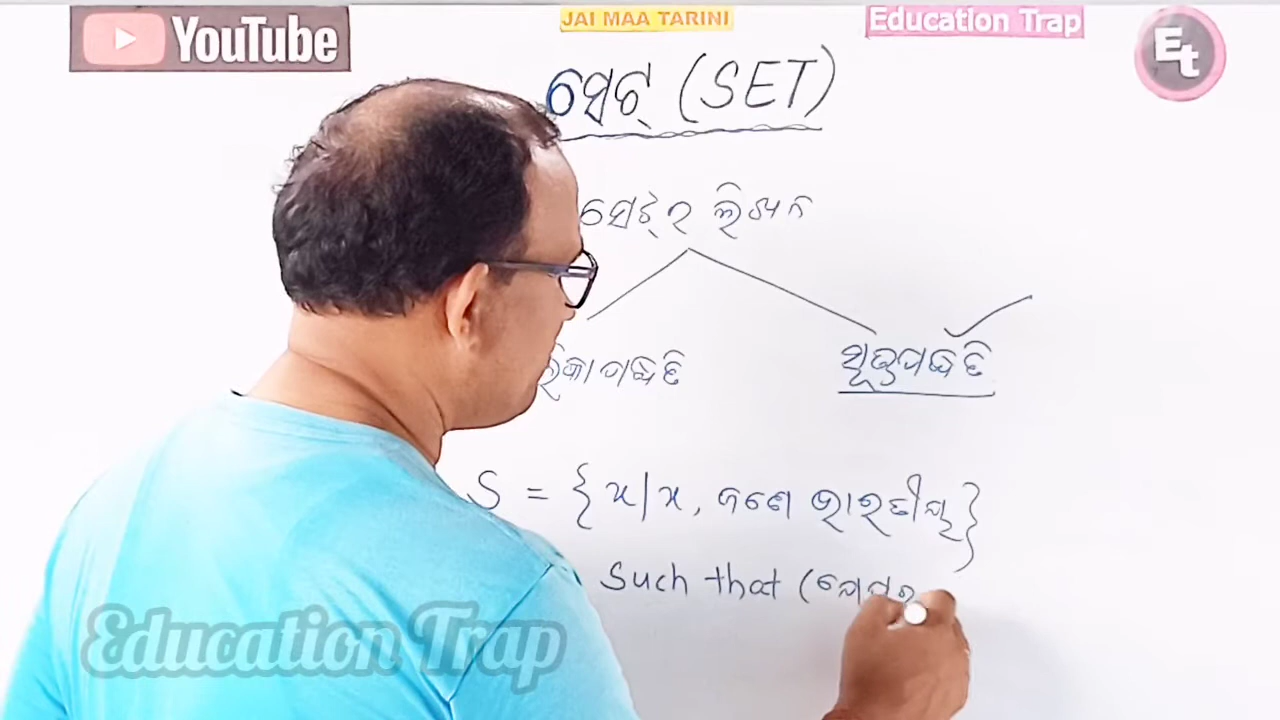 YouTube
JAI MAA TARINI
Education Trap
Et
ସେଟ୍ (SET)
ସେଟ୍‌ର ଲିଖନ
ପଦ୍ଧତି ସୂତ୍ରପଦ୍ଧତି
S = {x|x, ଜଣେ ଭାରତୀୟ}
Such that (ଯେପରି
Education Trap